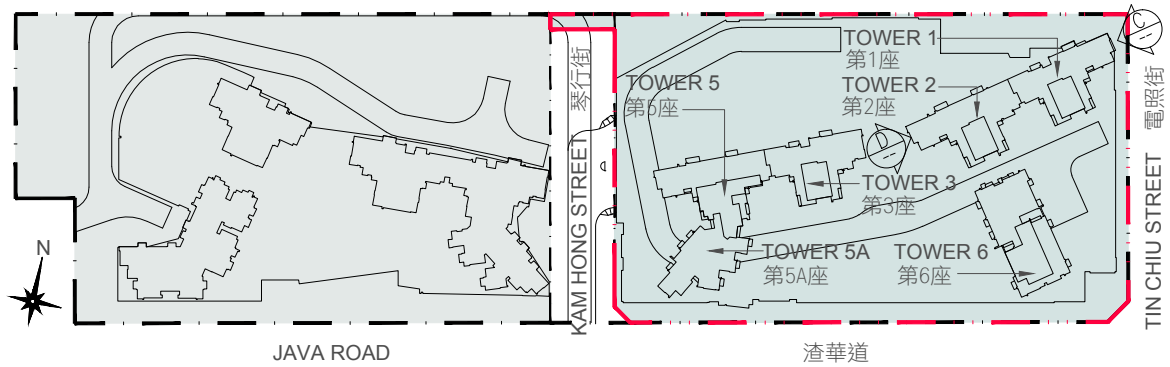 TOWER 1
第1座
TOWER 5
第5座
TOWER 2
第2座
TOWER 3
第3座
TOWER 5A
第5A座
TOWER 6
第6座
KAM HONG STREET 琴行街
TIN CHIU STREET 電照街
C
D
N
JAVA ROAD
渣華道